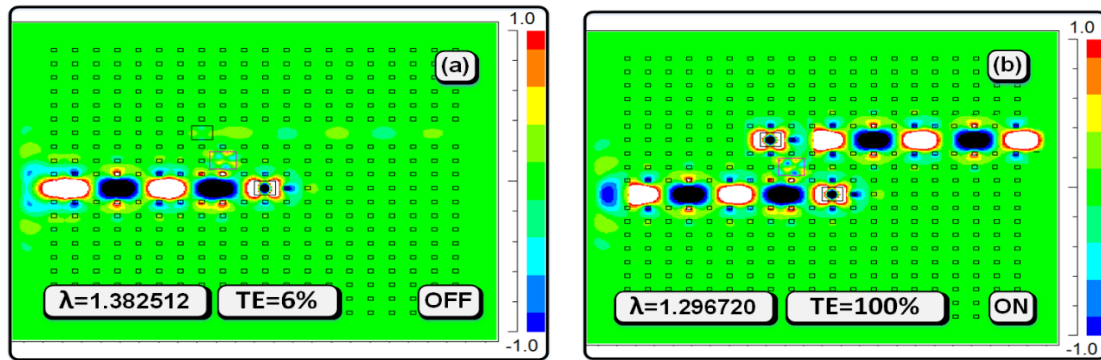 1.0
(a)
λ=1.382512
TE=6%
OFF
-1.0
1.0
(b)
λ=1.296720
TE=100%
ON
-1.0